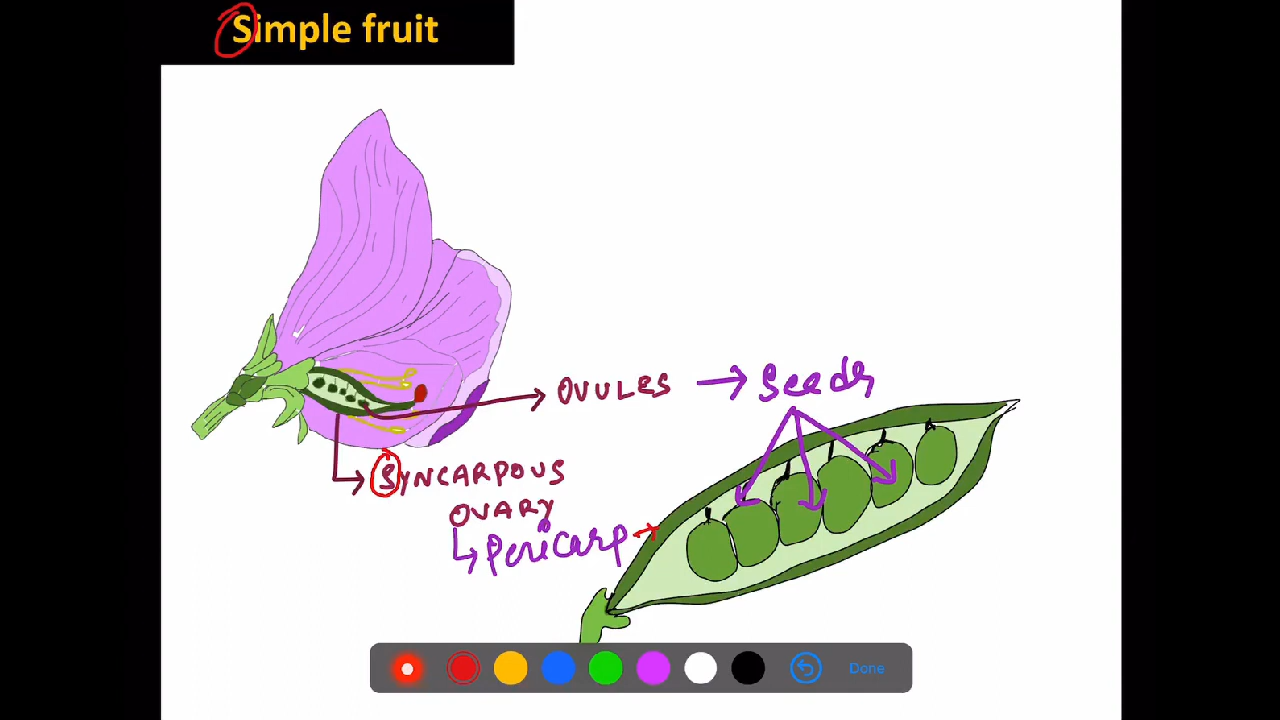 Simple fruit
OVULES → Seeds
SYNCARPOUS
OVARY
Pericarp
Done